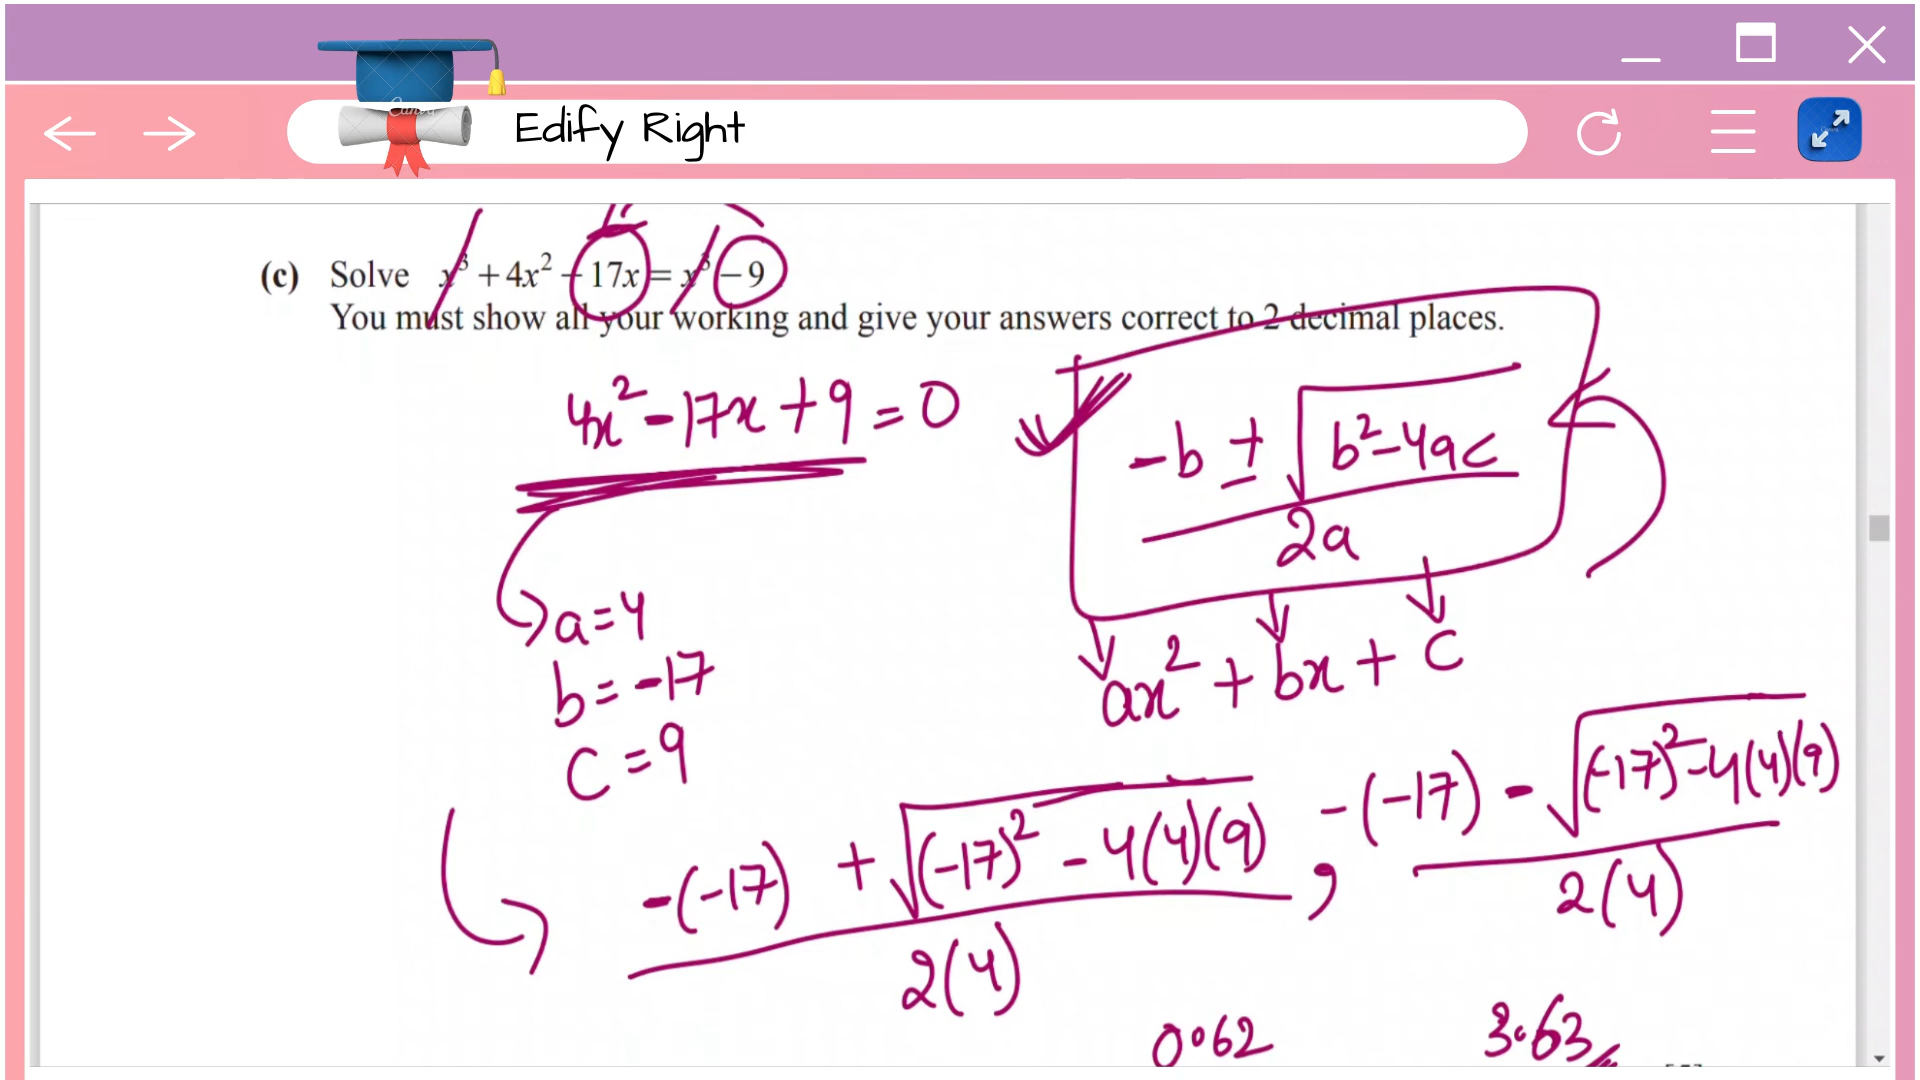 Canva
Edify Right
(c) Solve x³ + 4x² − 17x = x³ − 9
You must show all your working and give your answers correct to 2 decimal places.
4x² - 17x + 9 = 0
-b ± √(b² - 4ac)
2a
a = 4
b = -17
c = 9
ax² + bx + c
-(-17) + √((-17)² - 4(4)(9)) , -(-17) - √((-17)² - 4(4)(9))
2(4) 2(4)
0.62 3.63